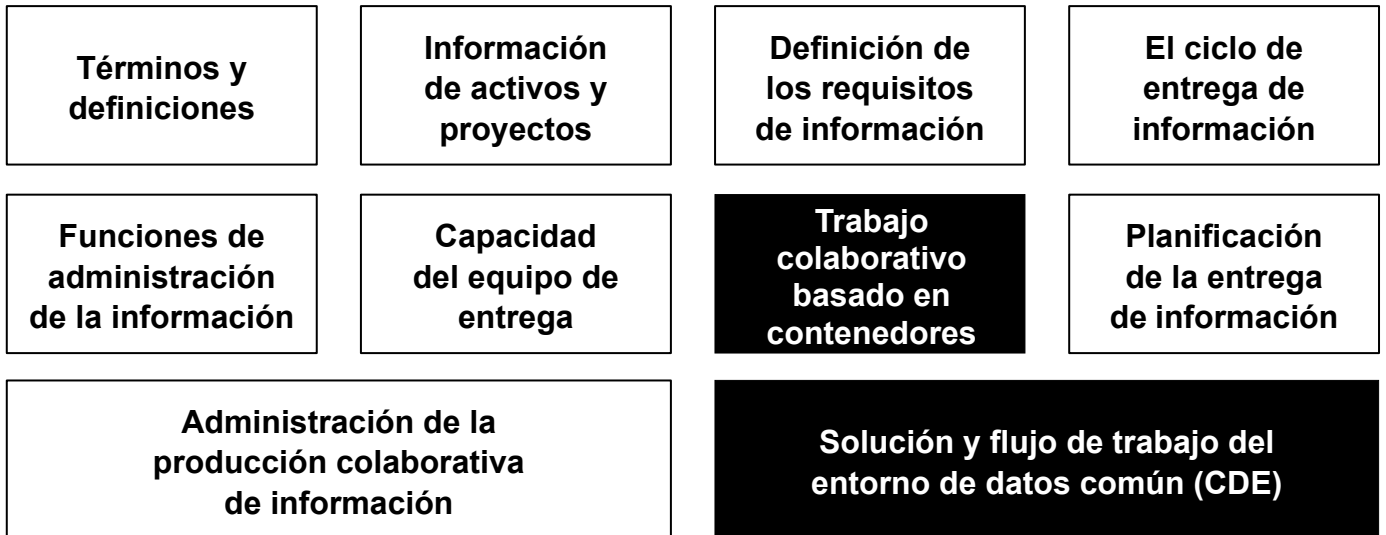 Términos y
definiciones
Información
de activos y
proyectos
Definición de
los requisitos
de información
El ciclo de
entrega de
información
Funciones de
administración
de la información
Capacidad
del equipo de
entrega
Trabajo
colaborativo
basado en
contenedores
Planificación
de la entrega
de información
Administración de la
producción colaborativa
de información
Solución y flujo de trabajo del
entorno de datos común (CDE)